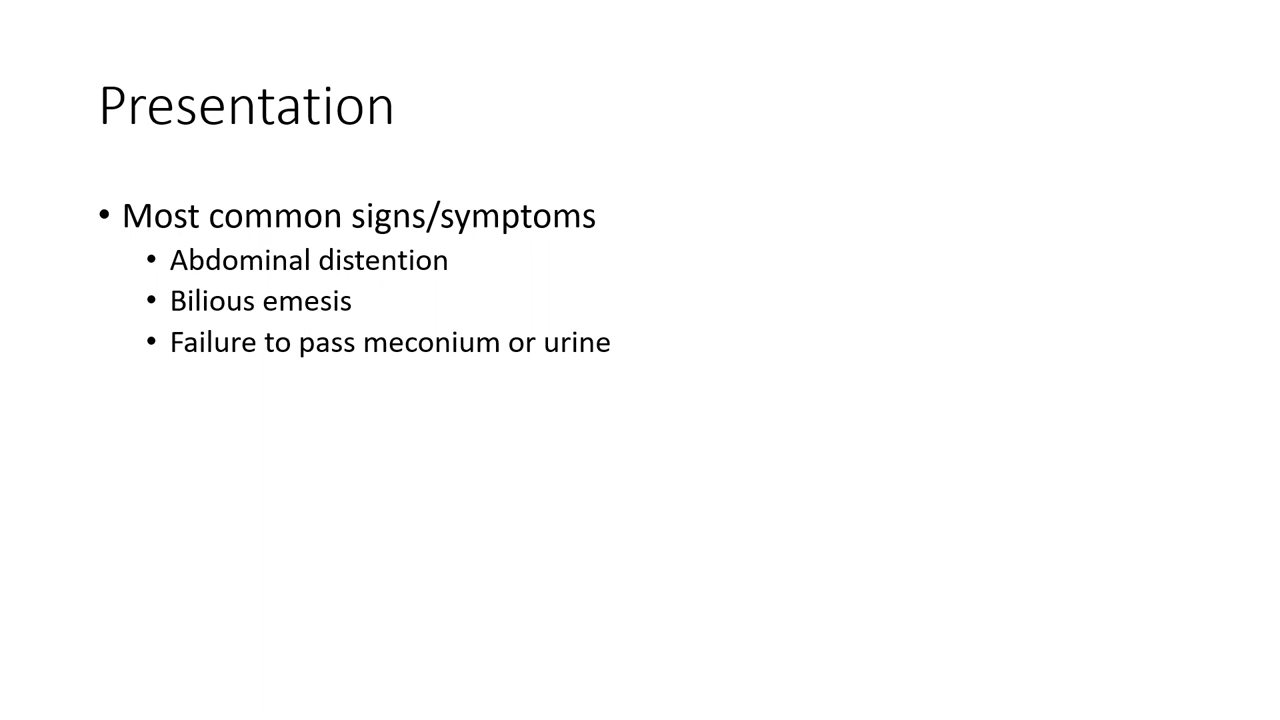 Presentation
• Most common signs/symptoms
• Abdominal distention
• Bilious emesis
• Failure to pass meconium or urine